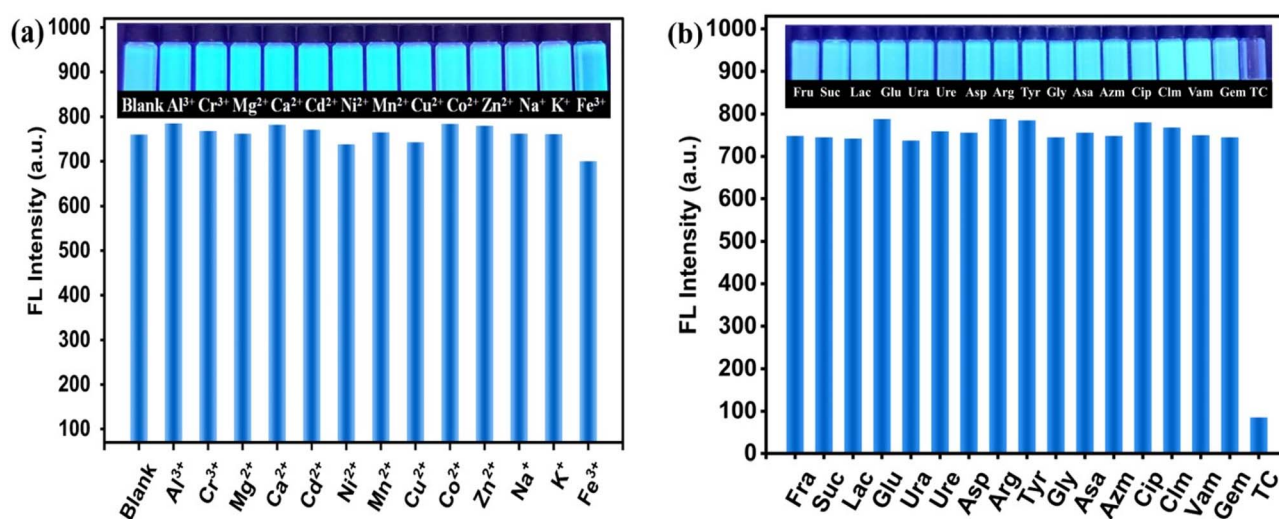 (a)
1000
900
800
700
600
500
400
300
200
100
FL Intensity (a.u.)
Blank Al³⁺ Cr³⁺ Mg²⁺ Ca²⁺ Cd²⁺ Ni²⁺ Mn²⁺ Cu²⁺ Co²⁺ Zn²⁺ Na⁺ K⁺ Fe³⁺
Blank Al³⁺ Cr³⁺ Mg²⁺ Ca²⁺ Cd²⁺ Ni²⁺ Mn²⁺ Cu²⁺ Co²⁺ Zn²⁺ Na⁺ K⁺ Fe³⁺
(b)
1000
900
800
700
600
500
400
300
200
100
0
FL Intensity (a.u.)
Fru Suc Lac Glu Ura Ure Asp Arg Tyr Gly Asa Azm Cip Clm Vam Gem TC
Fra Suc Lac Glu Ura Ure Asp Arg Tyr Gly Asa Azm Cip Clm Vam Gem TC